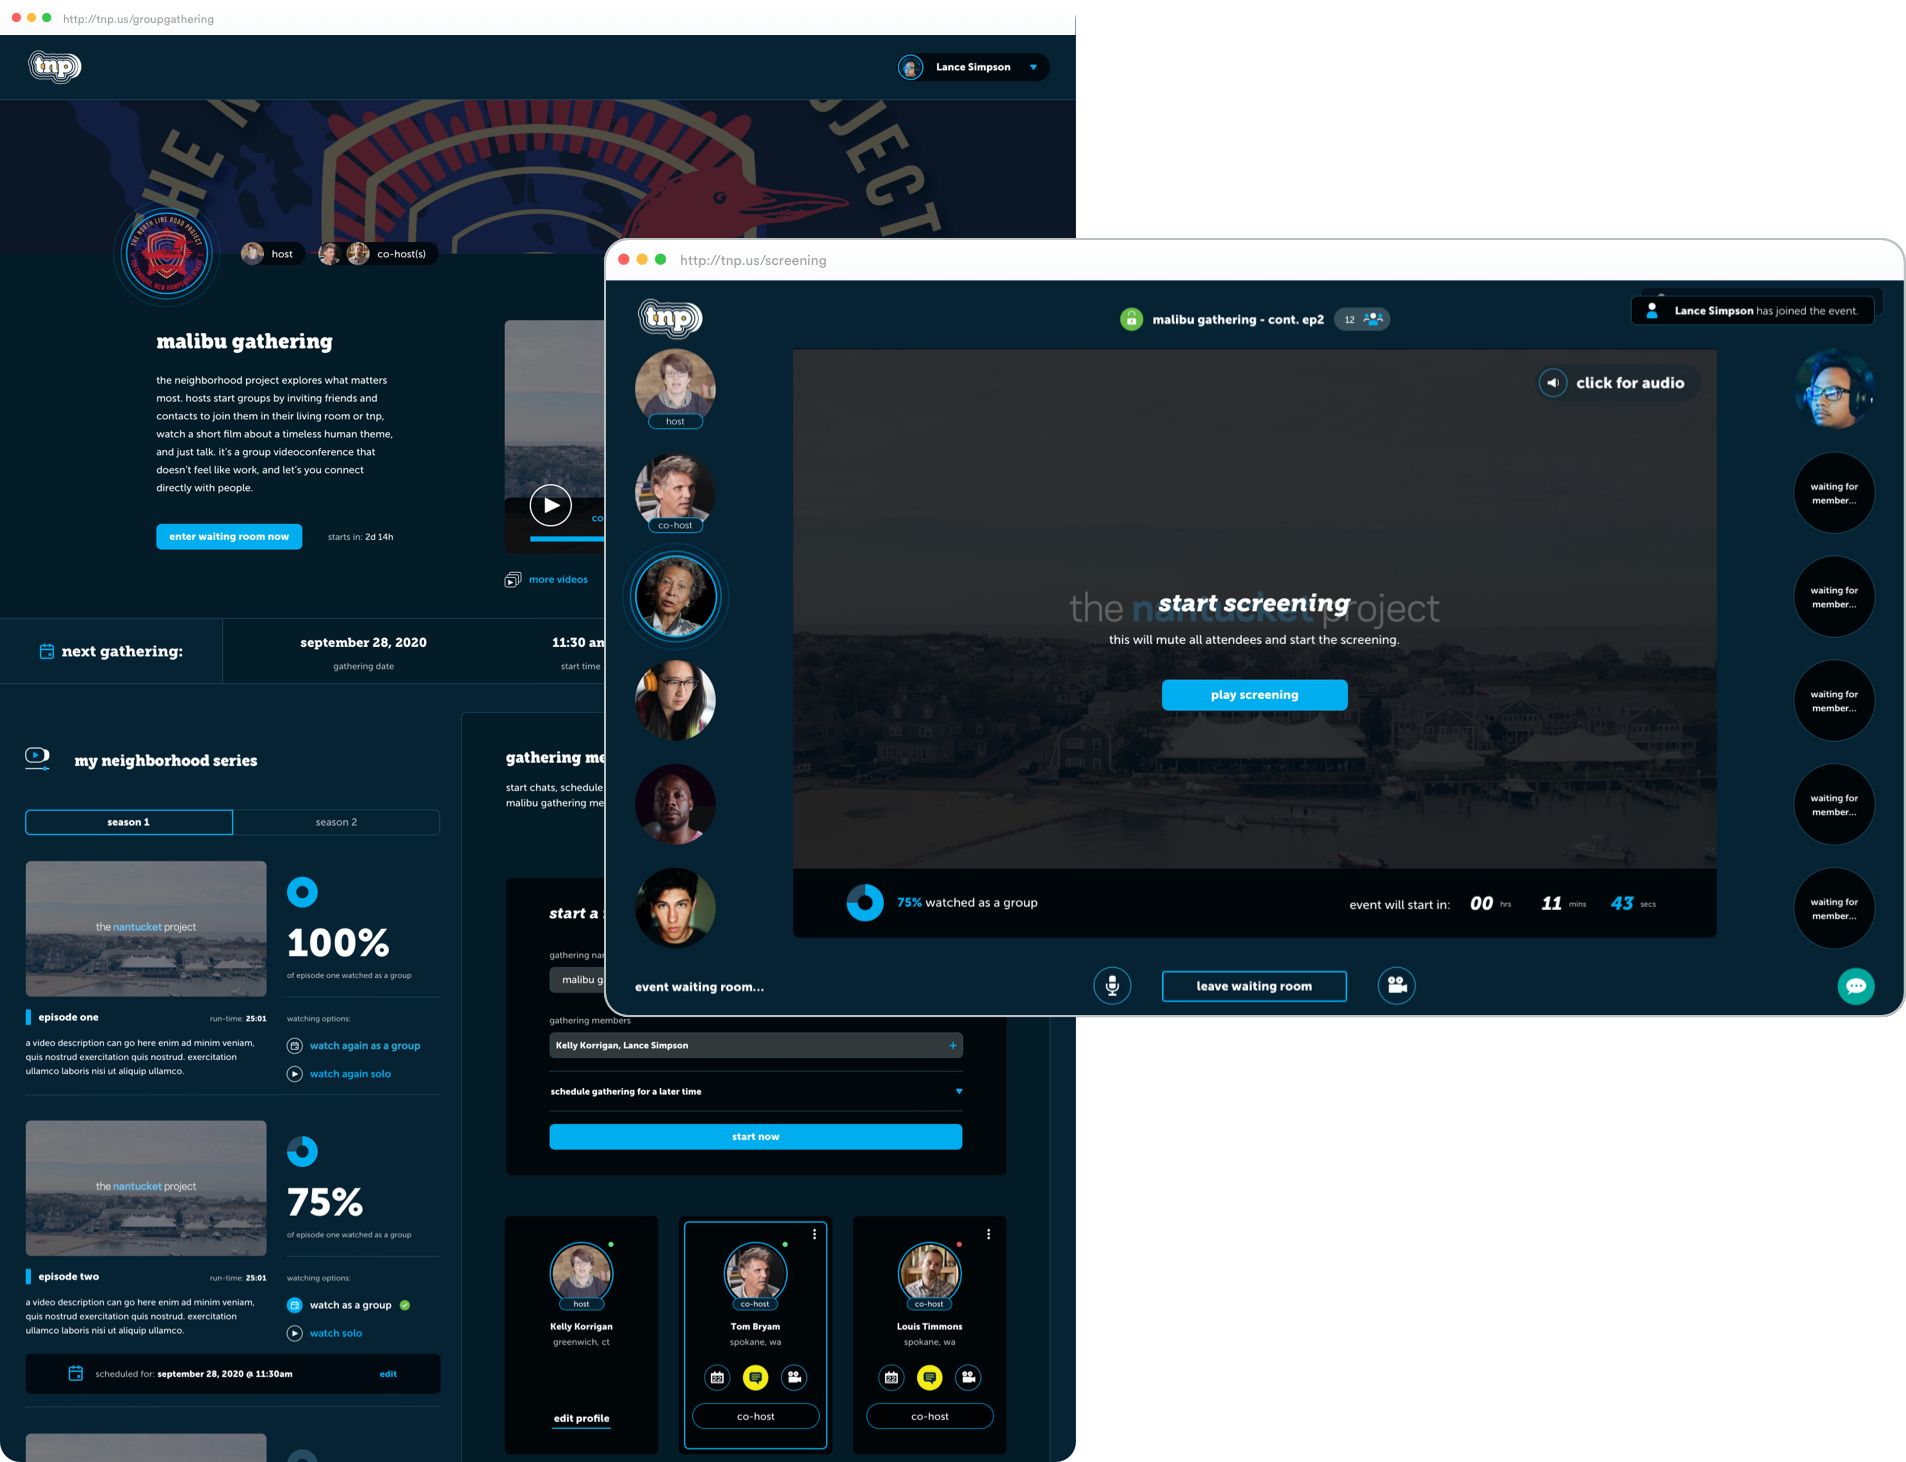 http://tnp.us/groupgathering
tnp
Lance Simpson
THE N
OJECT
THE NORTH LINE ROAD PROJECT
host
co-host(s)
malibu gathering
the neighborhood project explores what matters
most. hosts start groups by inviting friends and
contacts to join them in their living room or tnp,
watch a short film about a timeless human theme,
and just talk. it's a group videoconference that
doesn't feel like work, and let's you connect
directly with people.
enter waiting room now
starts in: 2d 14h
co
more videos
next gathering:
september 28, 2020
gathering date
11:30 am
start time
my neighborhood series
season 1
season 2
the nantucket project
100%
of episode one watched as a group
episode one
run-time: 25:01
a video description can go here enim ad minim veniam,
quis nostrud exercitation quis nostrud. exercitation
ullamco laboris nisi ut aliquip ullamco.
watching options:
watch again as a group
watch again solo
the nantucket project
75%
of episode one watched as a group
episode two
run-time: 25:01
a video description can go here enim ad minim veniam,
quis nostrud exercitation quis nostrud. exercitation
ullamco laboris nisi ut aliquip ullamco.
watching options:
watch as a group
watch solo
scheduled for: september 28, 2020 @ 11:30am
edit
gathering me
start chats, schedule
malibu gathering me
start a
gathering nam
malibu g
gathering members
Kelly Korrigan, Lance Simpson
+
schedule gathering for a later time
start now
host
Kelly Korrigan
greenwich, ct
edit profile
co-host
Tom Bryam
spokane, wa
co-host
co-host
Louis Timmons
spokane, wa
co-host
http://tnp.us/screening
tnp
malibu gathering - cont. ep2
12
Lance Simpson has joined the event.
host
co-host
click for audio
the nantucket project
start screening
this will mute all attendees and start the screening.
play screening
75% watched as a group
event will start in: 00 hrs 11 mins 43 secs
waiting for
member...
waiting for
member...
waiting for
member...
waiting for
member...
waiting for
member...
event waiting room...
leave waiting room